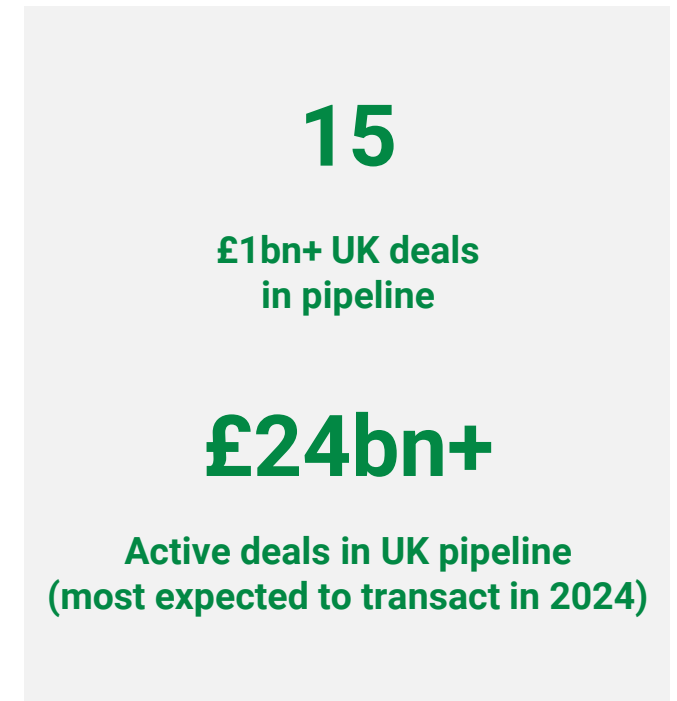 15
£1bn+ UK deals
in pipeline
£24bn+
Active deals in UK pipeline
(most expected to transact in 2024)